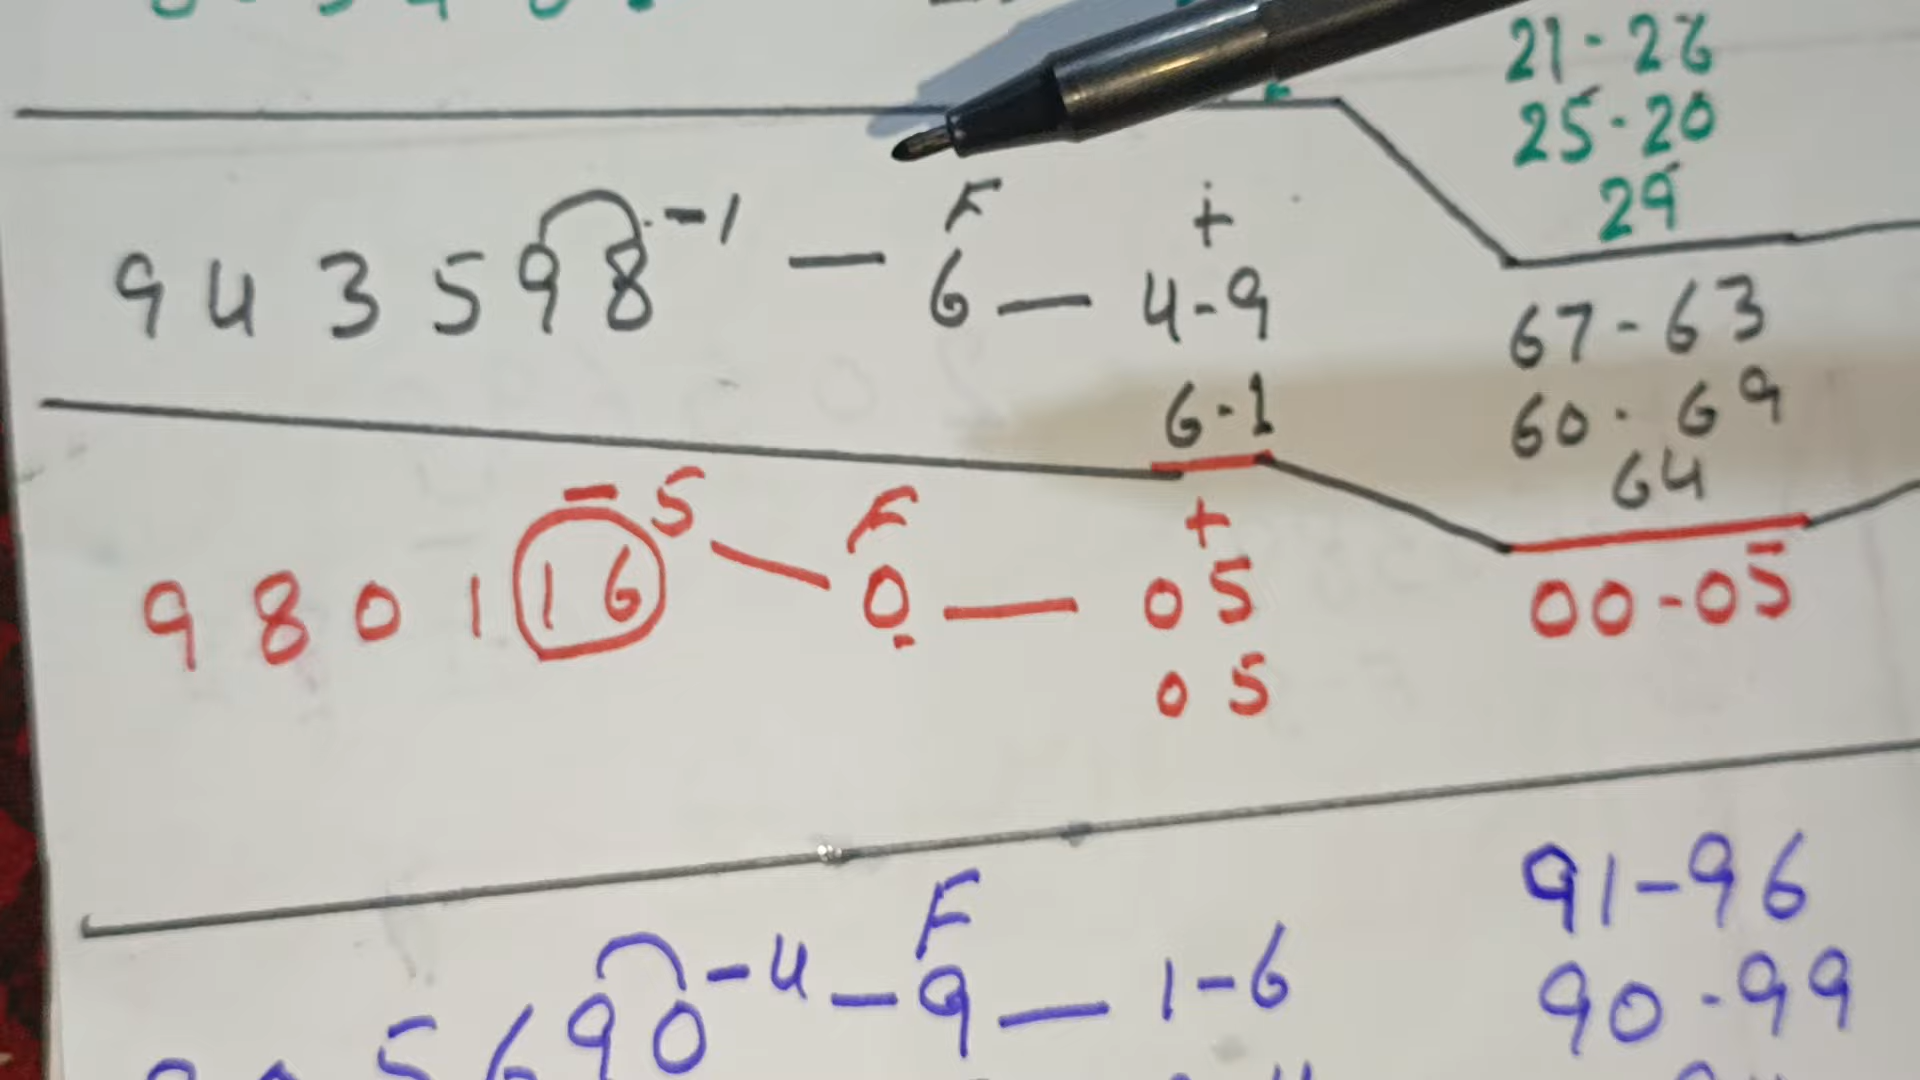 21-26
25-20
29
F +
943598-1 — 6 — 4-9 67-63
6-1 60-69
64
5 F +
980116 — 0 — 05 00-05
05
91-96
F
5690-4 — 9 — 1-6 90-99